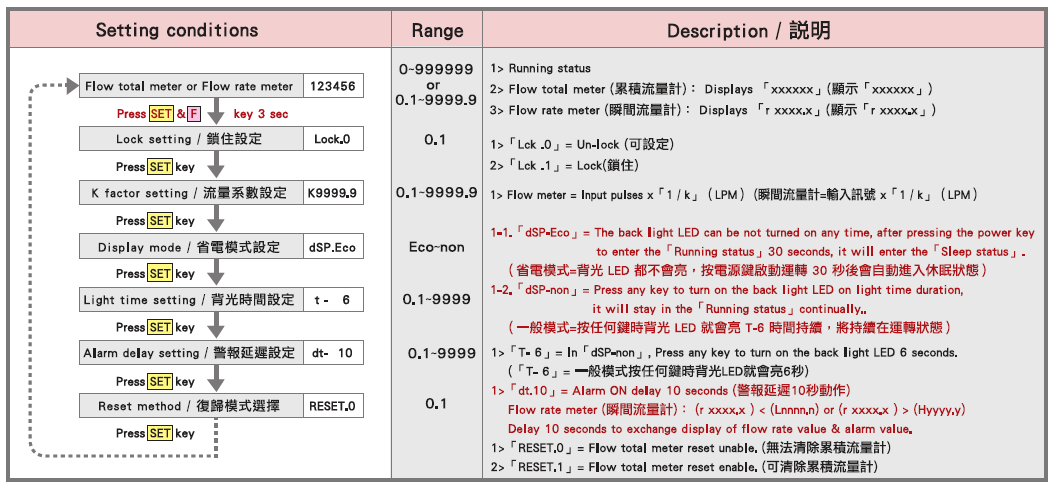 Setting conditions
Range
Description / 説明
Flow total meter or Flow rate meter 123456
Press SET & F key 3 sec
Lock setting / 鎖住設定 Lock.0
Press SET key
K factor setting / 流量系數設定 K9999.9
Press SET key
Display mode / 省電模式設定 dSP.Eco
Press SET key
Light time setting / 背光時間設定 t - 6
Press SET key
Alarm delay setting / 警報延遲設定 dt- 10
Press SET key
Reset method / 復歸模式選擇 RESET.0
Press SET key
0~999999
or
0.1~9999.9
0.1
0.1~9999.9
Eco~non
0.1~9999
0.1~9999
0.1
1> Running status
2> Flow total meter (累積流量計)： Displays 「xxxxxx」(顯示「xxxxxx」)
3> Flow rate meter (瞬間流量計)： Displays 「r xxxx.x」(顯示「r xxxx.x」)
1>「Lck .0」= Un-lock (可設定)
2>「Lck .1」= Lock(鎖住)
1> Flow meter = Input pulses x「1 / k」(LPM) (瞬間流量計=輸入訊號 x「1 / k」(LPM)
1-1.「dSP-Eco」= The back light LED can be not turned on any time, after pressing the power key
to enter the「Running status」30 seconds, it will enter the「Sleep status」.
(省電模式=背光 LED 都不會亮，按電源鍵啟動運轉 30 秒後會自動進入休眠狀態)
1-2.「dSP-non」= Press any key to turn on the back light LED on light time duration,
it will stay in the「Running status」continually..
(一般模式=按任何鍵時背光 LED 就會亮 T-6 時間持續，將持續在運轉狀態)
1>「T- 6」= In「dSP-non」, Press any key to turn on the back light LED 6 seconds.
(「T- 6」= 一般模式按任何鍵時背光LED就會亮6秒)
1>「dt.10」= Alarm ON delay 10 seconds (警報延遲10秒動作)
Flow rate meter (瞬間流量計)： (r xxxx.x ) < (Lnnnn.n) or (r xxxx.x ) > (Hyyyy.y)
Delay 10 seconds to exchange display of flow rate value & alarm value.
1>「RESET.0」= Flow total meter reset unable. (無法清除累積流量計)
2>「RESET.1」= Flow total meter reset enable. (可清除累積流量計)